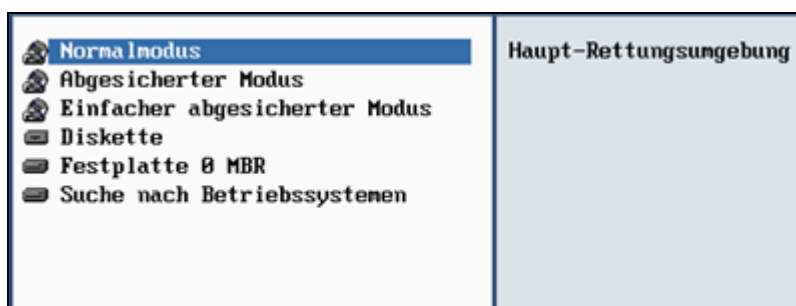 Normalmodus
Abgesicherter Modus
Einfacher abgesicherter Modus
Diskette
Festplatte 0 MBR
Suche nach Betriebssystemen
Haupt-Rettungsumgebung